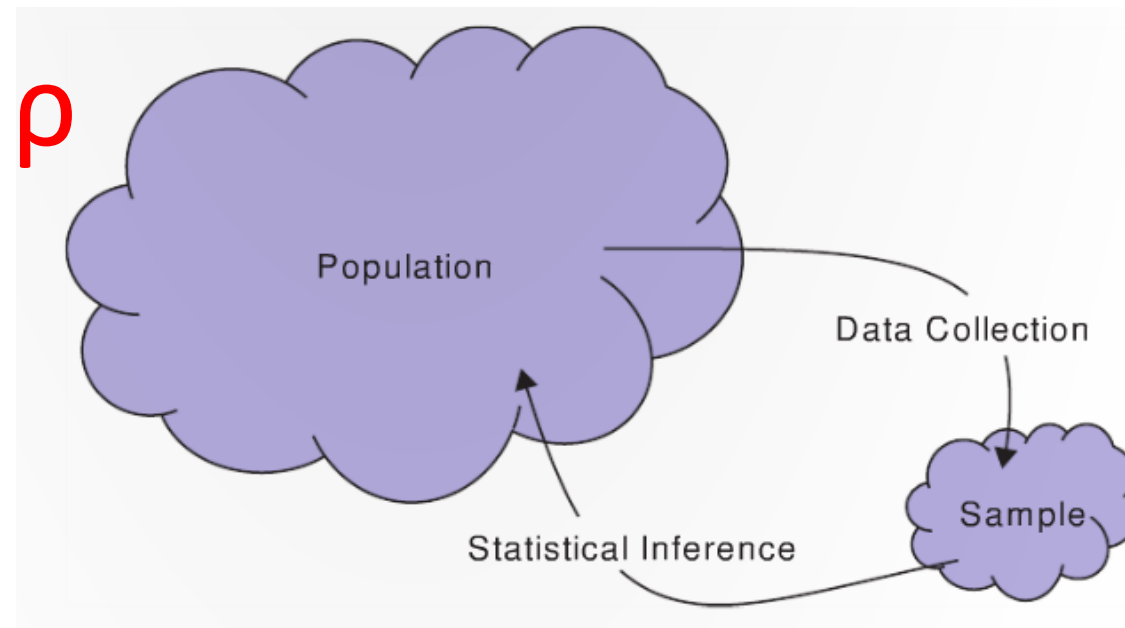 ρ
Population
Data Collection
Sample
Statistical Inference